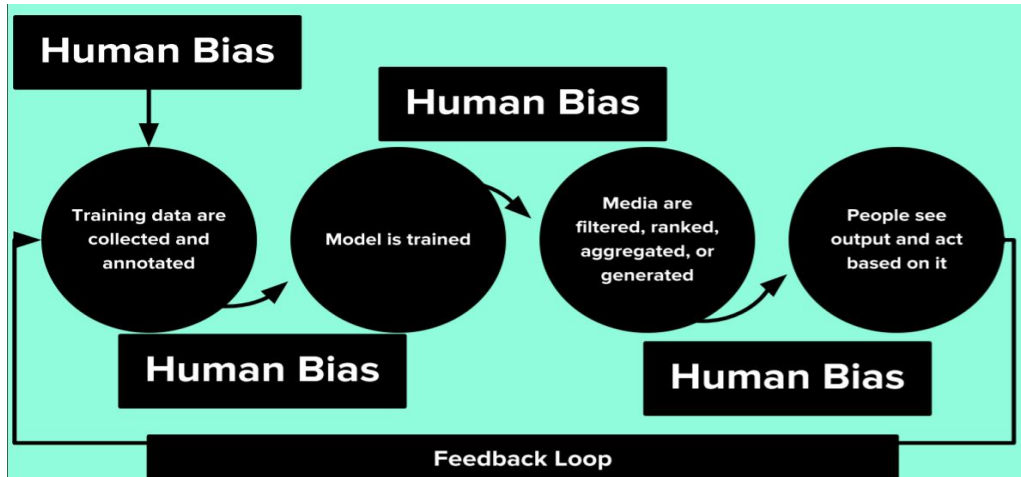 Human Bias
Human Bias
Training data are
collected and
annotated
Model is trained
Media are
filtered, ranked,
aggregated, or
generated
People see
output and act
based on it
Human Bias
Human Bias
Feedback Loop